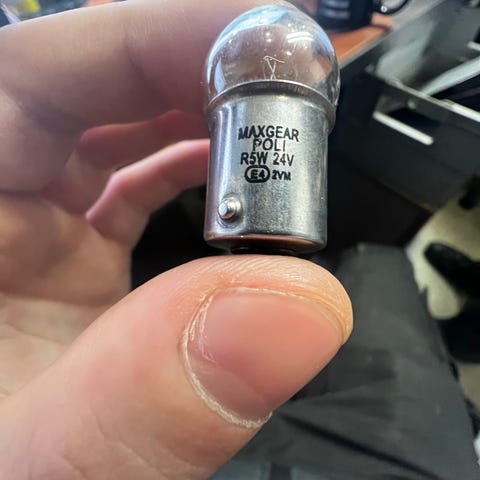 MAXGEAR
POLI
R5W 24V
E4 2VM